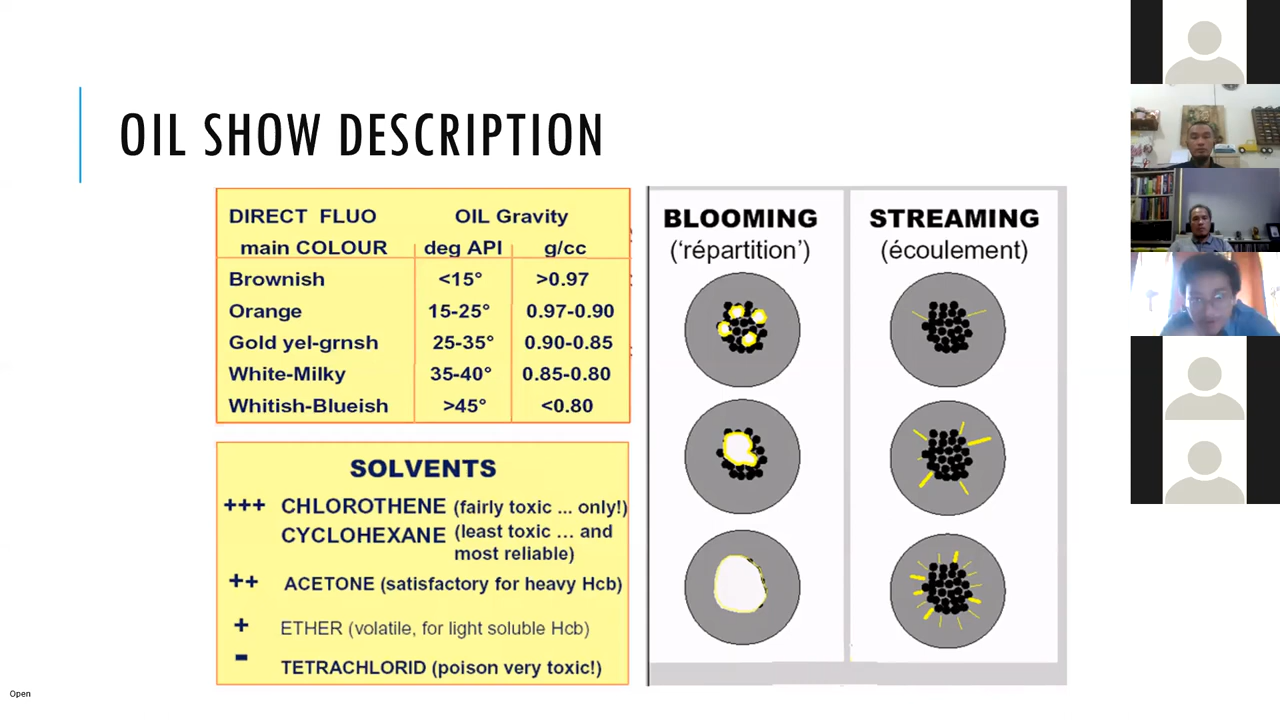 OIL SHOW DESCRIPTION
DIRECT FLUO OIL Gravity
main COLOUR deg API g/cc
Brownish <15° >0.97
Orange 15-25° 0.97-0.90
Gold yel-grnsh 25-35° 0.90-0.85
White-Milky 35-40° 0.85-0.80
Whitish-Blueish >45° <0.80
SOLVENTS
+++ CHLOROTHENE (fairly toxic ... only!)
CYCLOHEXANE (least toxic ... and
most reliable)
++ ACETONE (satisfactory for heavy Hcb)
+ ETHER (volatile, for light soluble Hcb)
- TETRACHLORID (poison very toxic!)
BLOOMING
(‘répartition’)
STREAMING
(écoulement)
Open